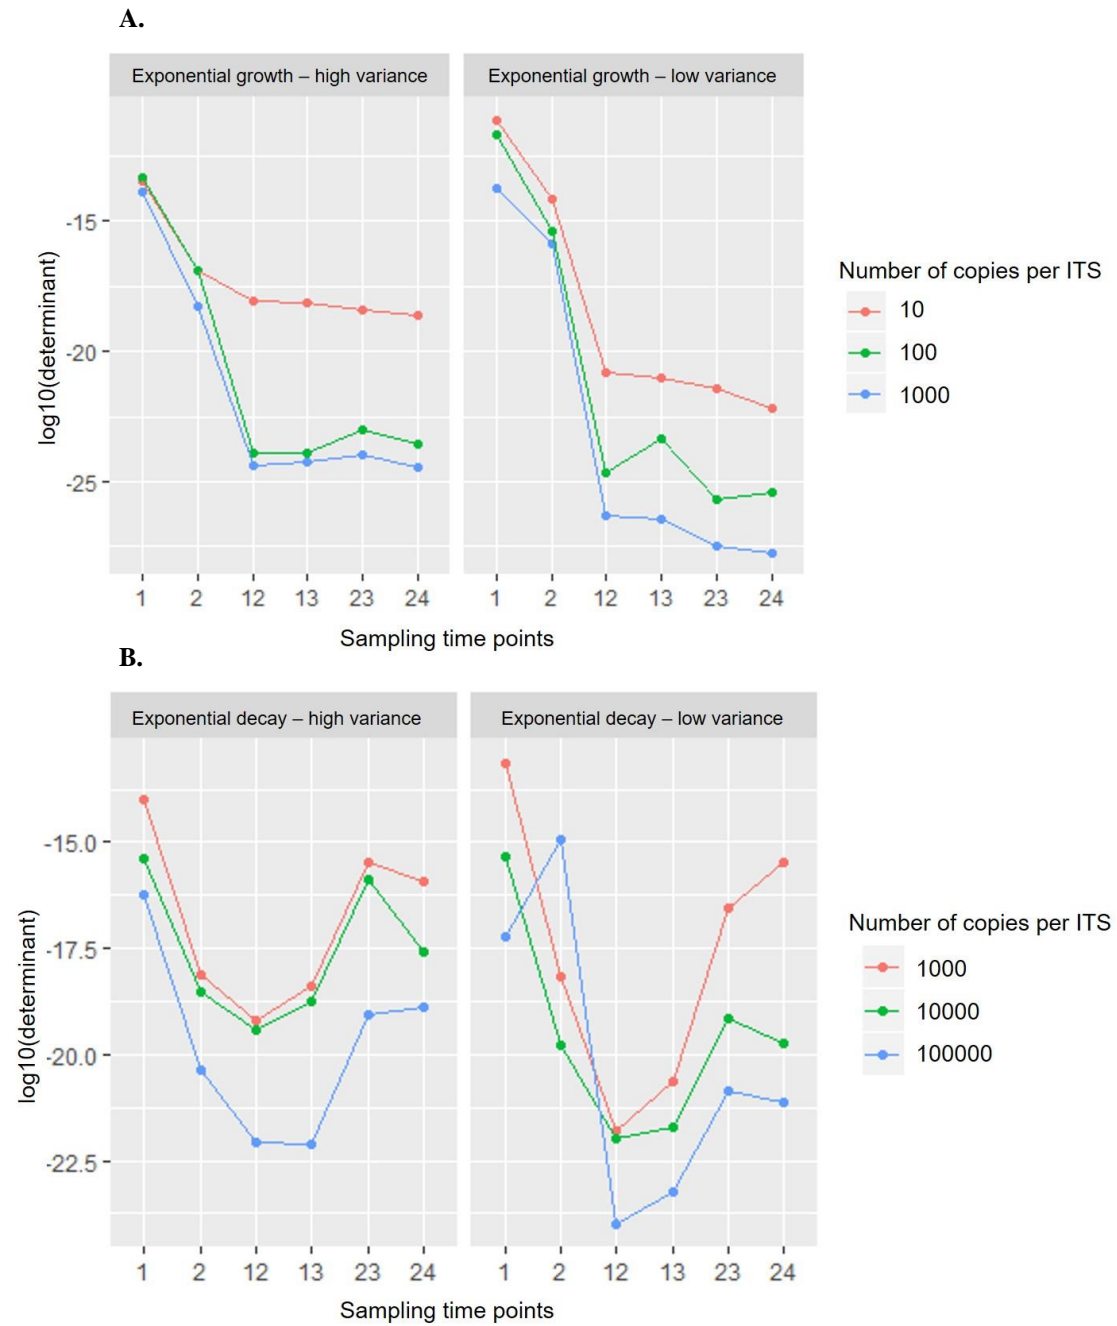 A.
Exponential growth – high variance
Exponential growth – low variance
-15
-20
-25
log10(determinant)
1 2 12 13 23 24
1 2 12 13 23 24
Sampling time points
Number of copies per ITS
10
100
1000
B.
Exponential decay – high variance
Exponential decay – low variance
-15.0
-17.5
-20.0
-22.5
log10(determinant)
1 2 12 13 23 24
1 2 12 13 23 24
Sampling time points
Number of copies per ITS
1000
10000
100000